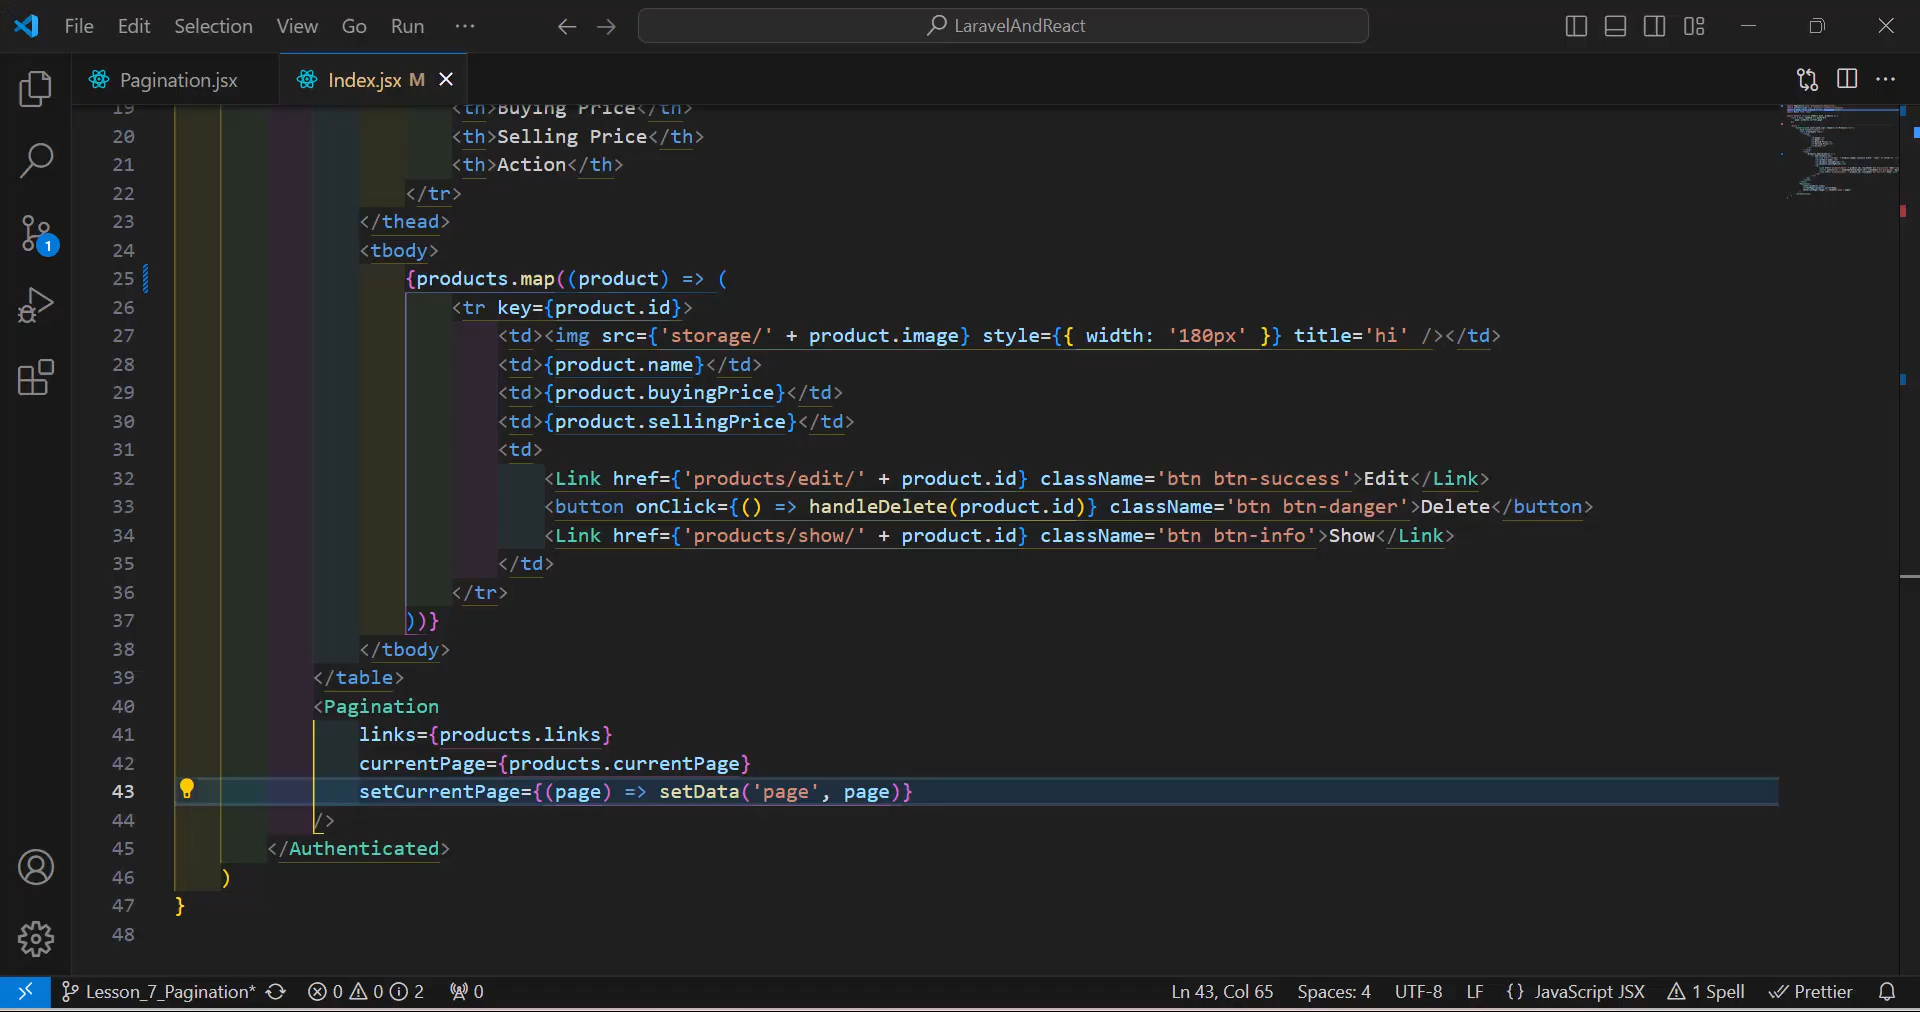 File Edit Selection View Go Run ··· LaravelAndReact
Pagination.jsx Index.jsx M
19 <th>Buying Price</th>
20 <th>Selling Price</th>
21 <th>Action</th>
22 </tr>
23 </thead>
24 <tbody>
25 {products.map((product) => (
26 <tr key={product.id}>
27 <td><img src={'storage/' + product.image} style={{ width: '180px' }} title='hi' /></td>
28 <td>{product.name}</td>
29 <td>{product.buyingPrice}</td>
30 <td>{product.sellingPrice}</td>
31 <td>
32 <Link href={'products/edit/' + product.id} className='btn btn-success'>Edit</Link>
33 <button onClick={() => handleDelete(product.id)} className='btn btn-danger'>Delete</button>
34 <Link href={'products/show/' + product.id} className='btn btn-info'>Show</Link>
35 </td>
36 </tr>
37 ))}
38 </tbody>
39 </table>
40 <Pagination
41 links={products.links}
42 currentPage={products.currentPage}
43 setCurrentPage={(page) => setData('page', page)}
44 />
45 </Authenticated>
46 )
47 }
48
1
Lesson_7_Pagination* 0 0 2 0 Ln 43, Col 65 Spaces: 4 UTF-8 LF {} JavaScript JSX 1 Spell Prettier